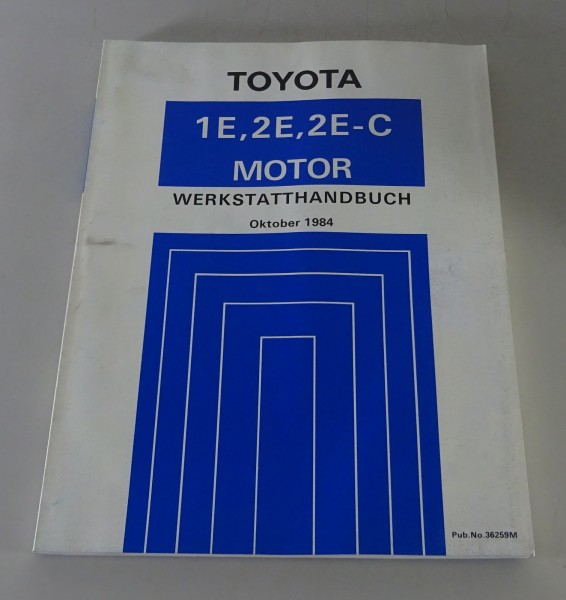 TOYOTA
1E,2E,2E-C
MOTOR
WERKSTATTHANDBUCH
Oktober 1984
Pub.No.36259M